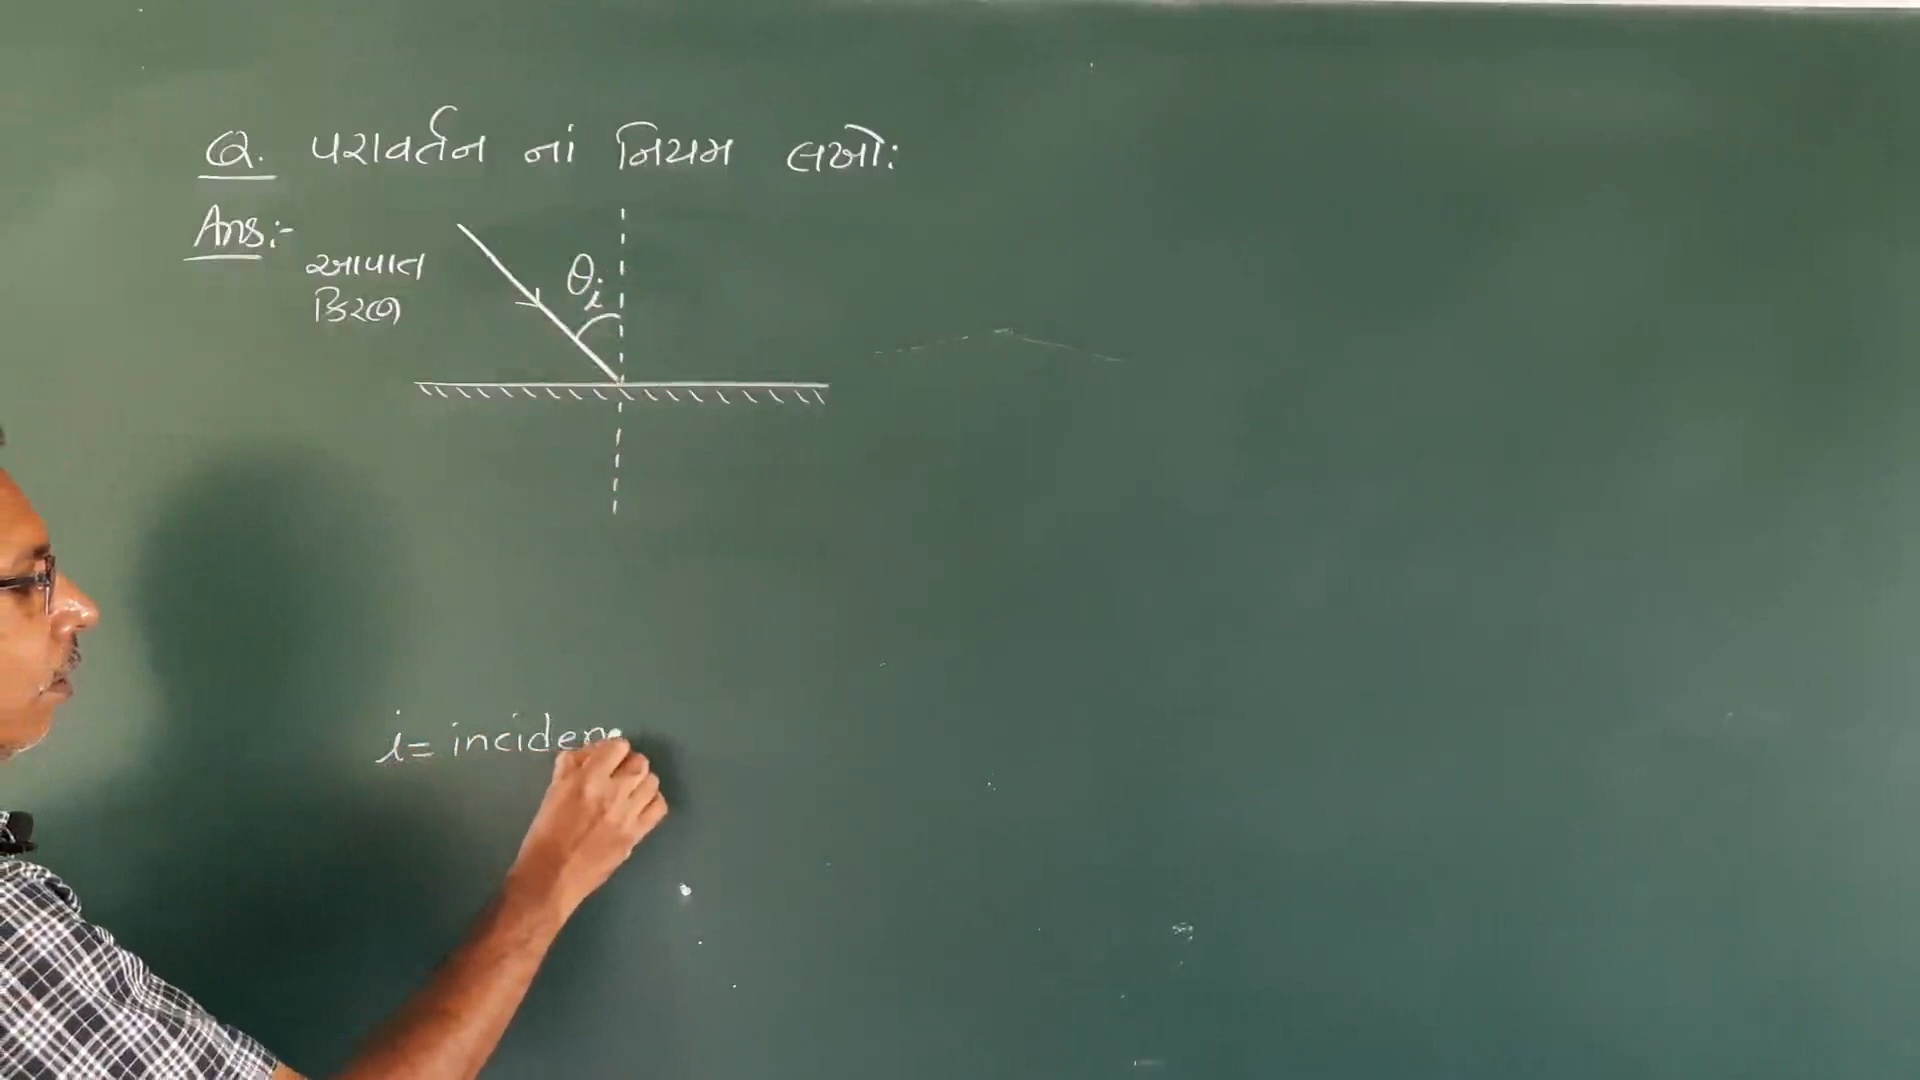 Q. પરાવર્તન નાં નિયમ લખો:
Ans:-
આપાત
કિરણ
θi
i = inciden